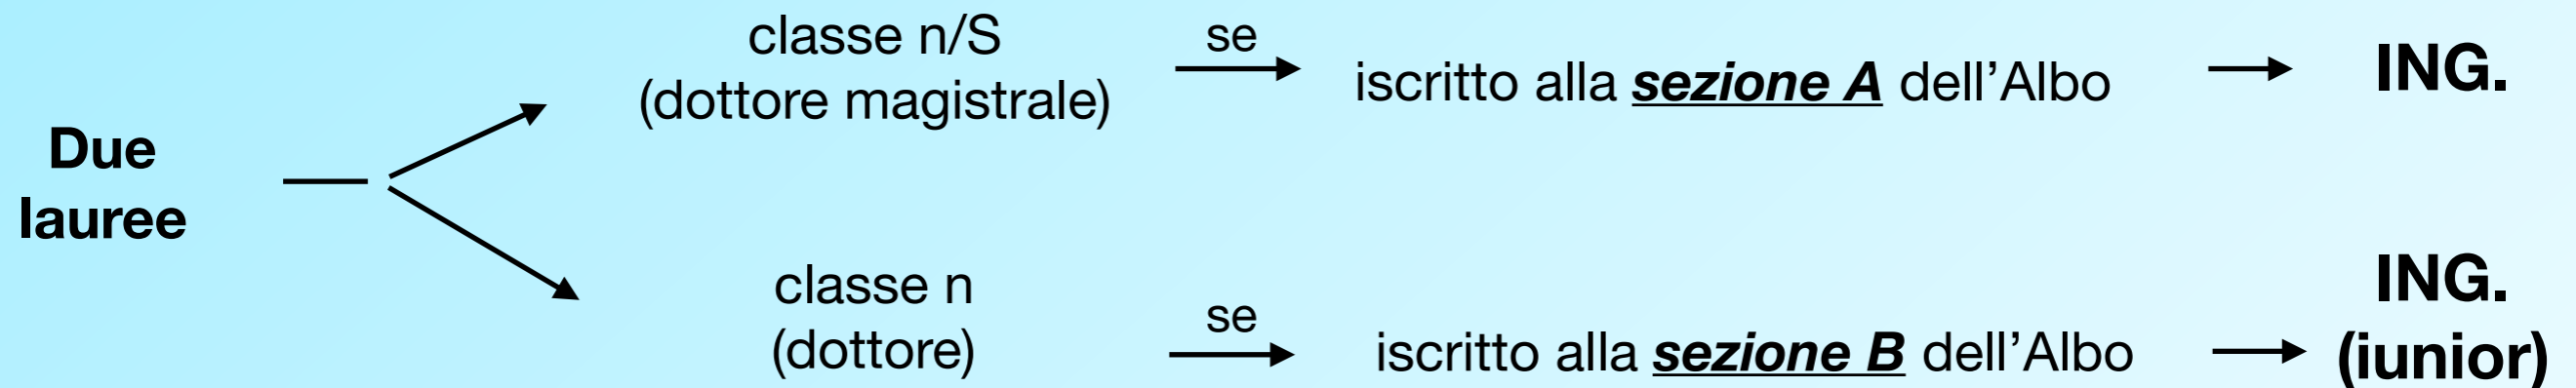 Due
lauree
classe n/S
(dottore magistrale)
se
iscritto alla sezione A dell’Albo
ING.
classe n
(dottore)
se
iscritto alla sezione B dell’Albo
ING.
(iunior)